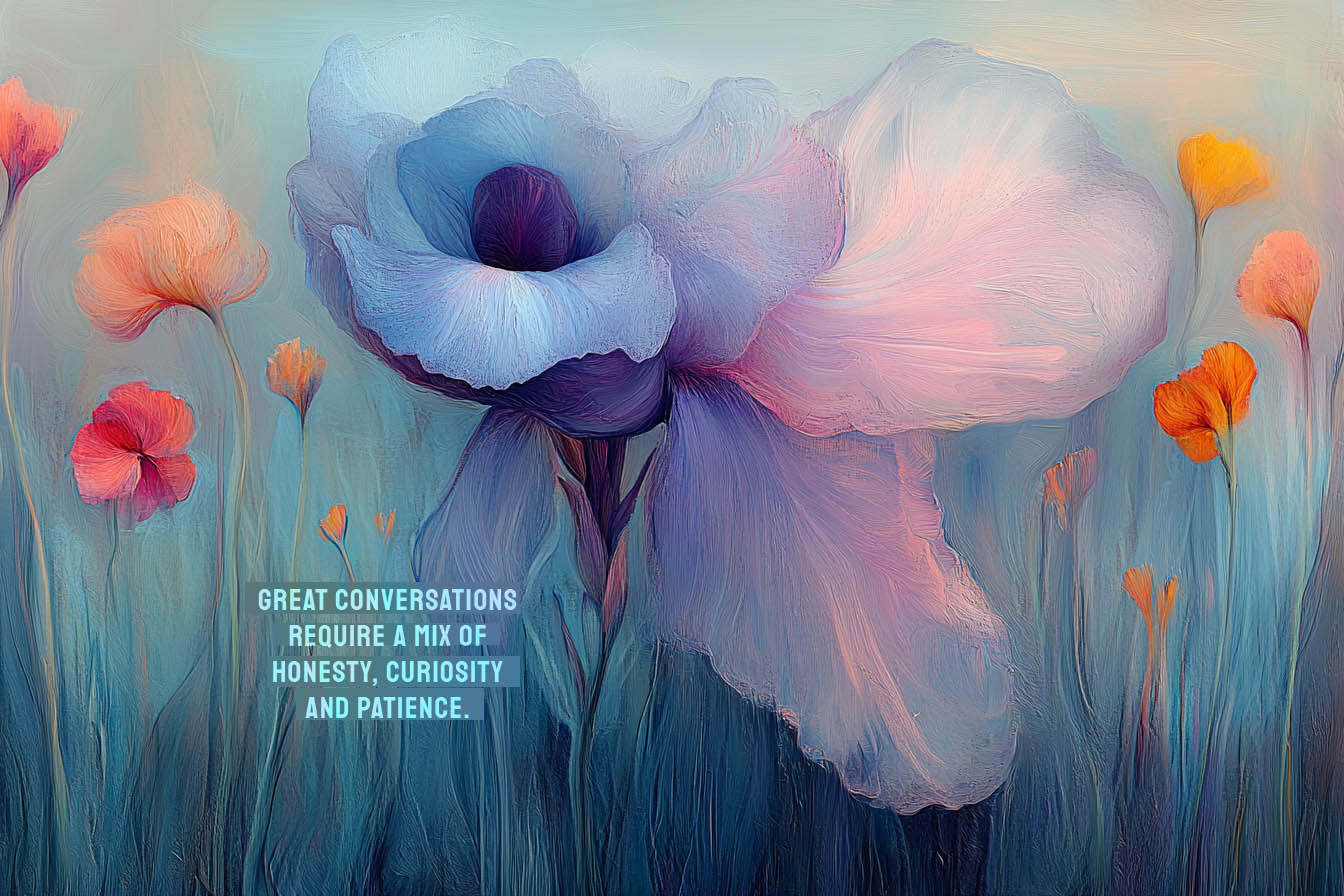 GREAT CONVERSATIONS
REQUIRE A MIX OF
HONESTY, CURIOSITY
AND PATIENCE.